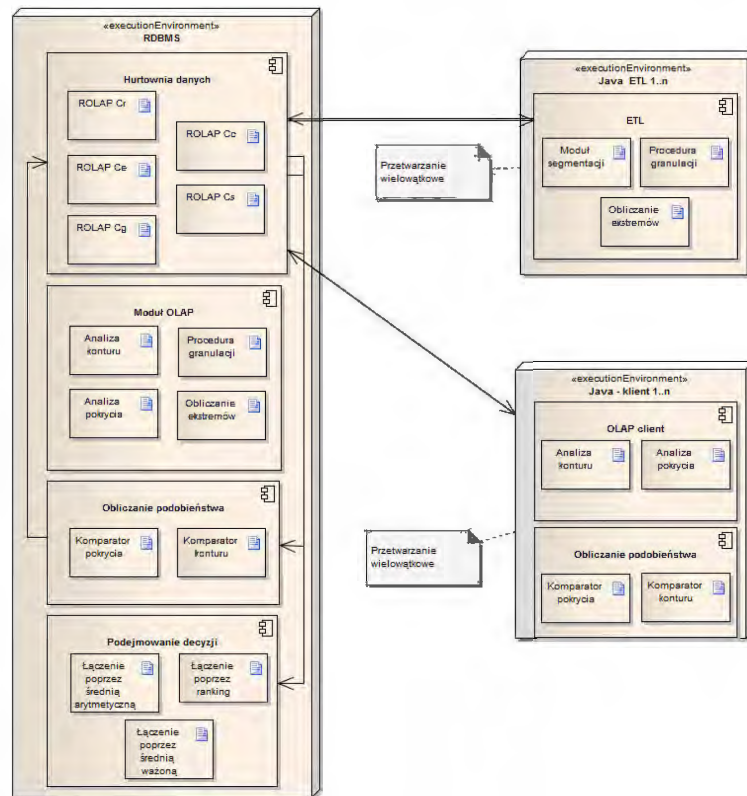 «executionEnvironment»
RDBMS
Hurtownia danych
ROLAP Cr
ROLAP Cc
ROLAP Ce
ROLAP Cs
ROLAP Cg
Moduł OLAP
Analiza
konturu
Procedura
granulacji
Analiza
pokrycia
Obliczanie
ekstremów
Obliczanie podobieństwa
Komparator
pokrycia
Komparator
konturu
Podejmowanie decyzji
Łączenie
poprzez
średnią
arytmetyczną
Łączenie
poprzez
ranking
Łączenie
poprzez
średnią
ważoną
«executionEnvironment»
Java ETL 1..n
ETL
Moduł
segmentacji
Procedura
granulacji
Obliczanie
ekstremów
Przetwarzanie
wielowątkowe
«executionEnvironment»
Java - klient 1..n
OLAP client
Analiza
konturu
Analiza
pokrycia
Obliczanie podobieństwa
Komparator
pokrycia
Komparator
konturu
Przetwarzanie
wielowątkowe